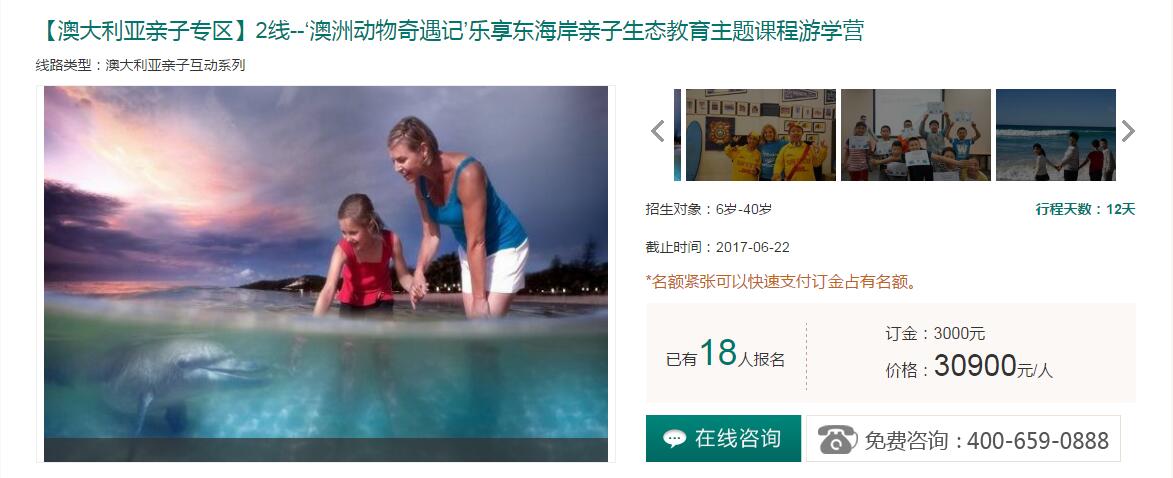 【澳大利亚亲子专区】2线--‘澳洲动物奇遇记’乐享东海岸亲子生态教育主题课程游学营
线路类型：澳大利亚亲子互动系列
招生对象：6岁-40岁
行程天数：12天
截止时间：2017-06-22
*名额紧张可以快速支付订金占有名额。
已有18人报名
订金：3000元
价格：30900元/人
在线咨询
免费咨询：400-659-0888